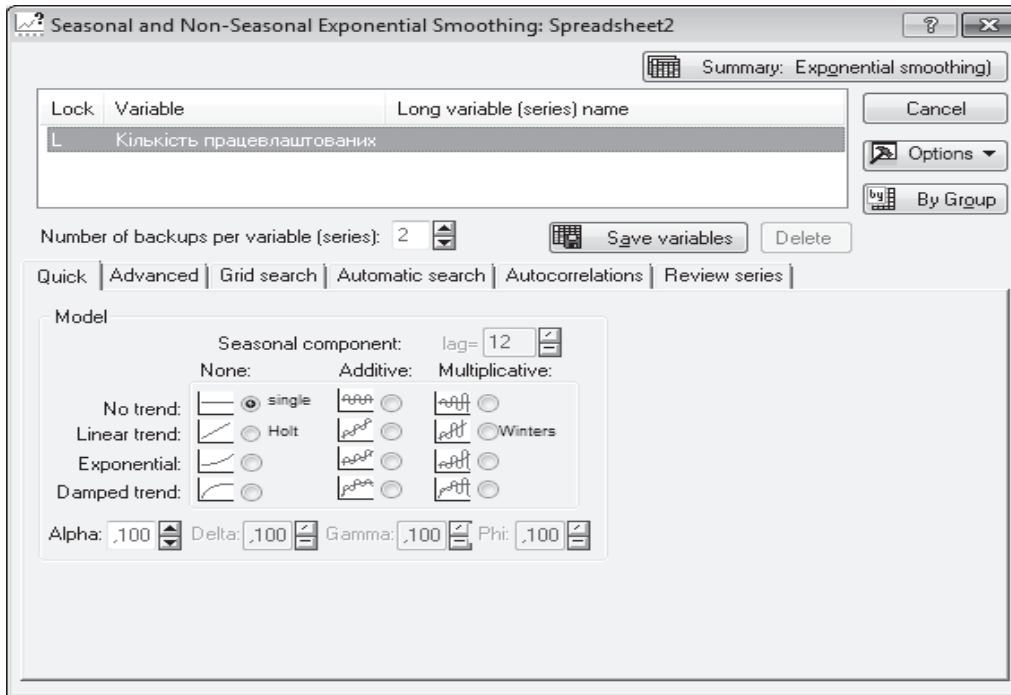 Seasonal and Non-Seasonal Exponential Smoothing: Spreadsheet2
Summary: Exponential smoothing)
Lock Variable Long variable (series) name
Cancel
L Кількість працевлаштованих
Options
By Group
Number of backups per variable (series): 2
Save variables
Delete
Quick Advanced Grid search Automatic search Autocorrelations Review series
Model
Seasonal component: lag= 12
None: Additive: Multiplicative:
No trend: single
Linear trend: Holt Winters
Exponential:
Damped trend:
Alpha: ,100 Delta: ,100 Gamma: ,100 Phi: ,100